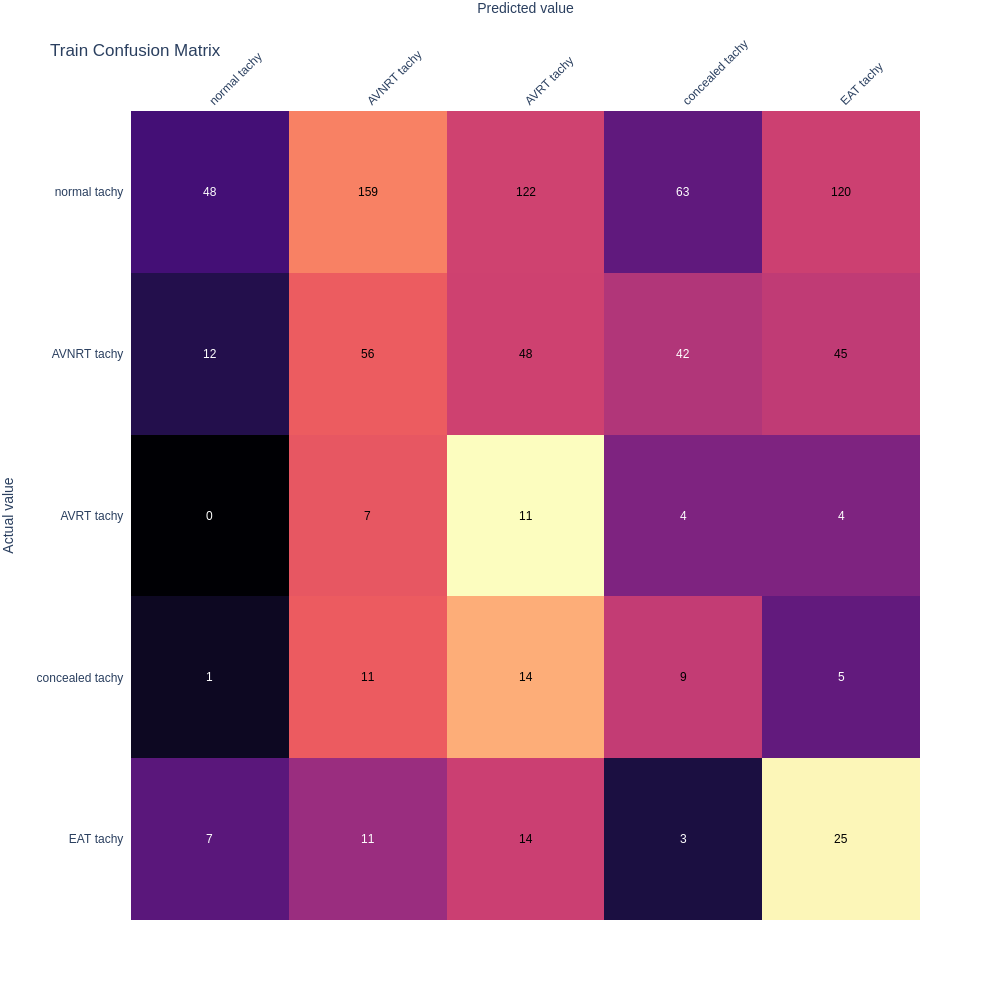 Predicted value
Train Confusion Matrix
normal tachy AVNRT tachy AVRT tachy concealed tachy EAT tachy
normal tachy 48 159 122 63 120
AVNRT tachy 12 56 48 42 45
AVRT tachy 0 7 11 4 4
Actual value
concealed tachy 1 11 14 9 5
EAT tachy 7 11 14 3 25